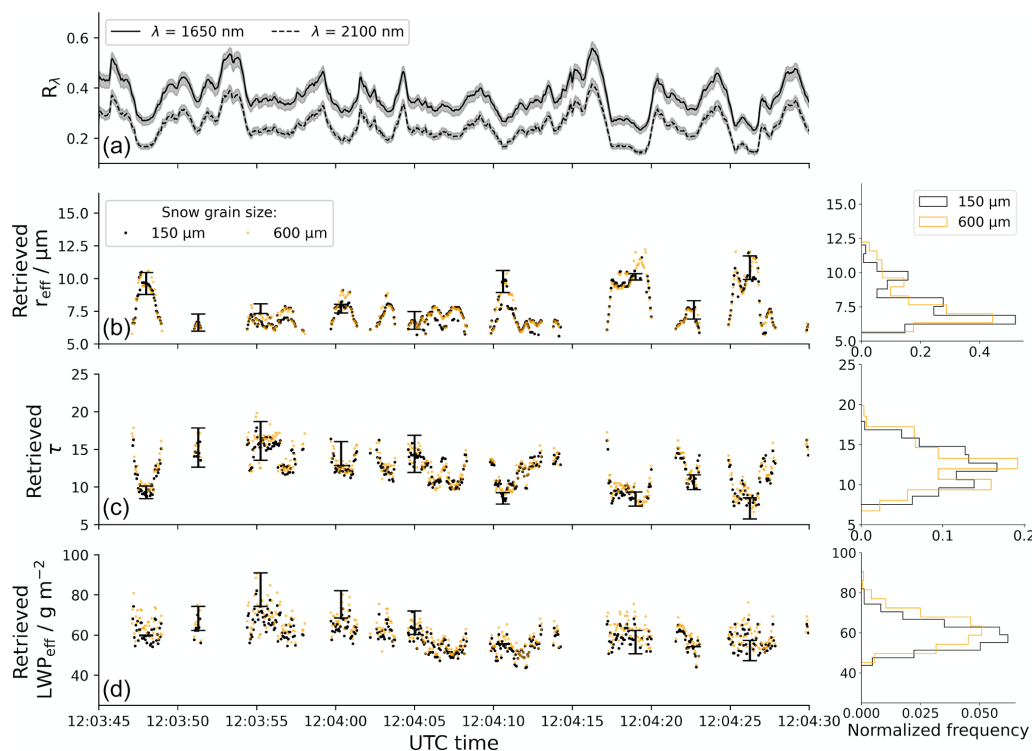 0.6
0.4
0.2
R_λ
λ = 1650 nm
λ = 2100 nm
(a)
15.0
12.5
10.0
7.5
5.0
Retrieved
r_eff / μm
Snow grain size:
150 μm
600 μm
(b)
15.0
12.5
10.0
7.5
5.0
150 μm
600 μm
0.0
0.2
0.4
25
20
15
10
5
Retrieved
τ
(c)
25
20
15
10
5
0.0
0.1
0.2
100
80
60
40
Retrieved
LWP_eff / g m⁻²
(d)
100
80
60
40
0.000
0.025
0.050
Normalized frequency
12:03:45
12:03:50
12:03:55
12:04:00
12:04:05
12:04:10
12:04:15
12:04:20
12:04:25
12:04:30
UTC time